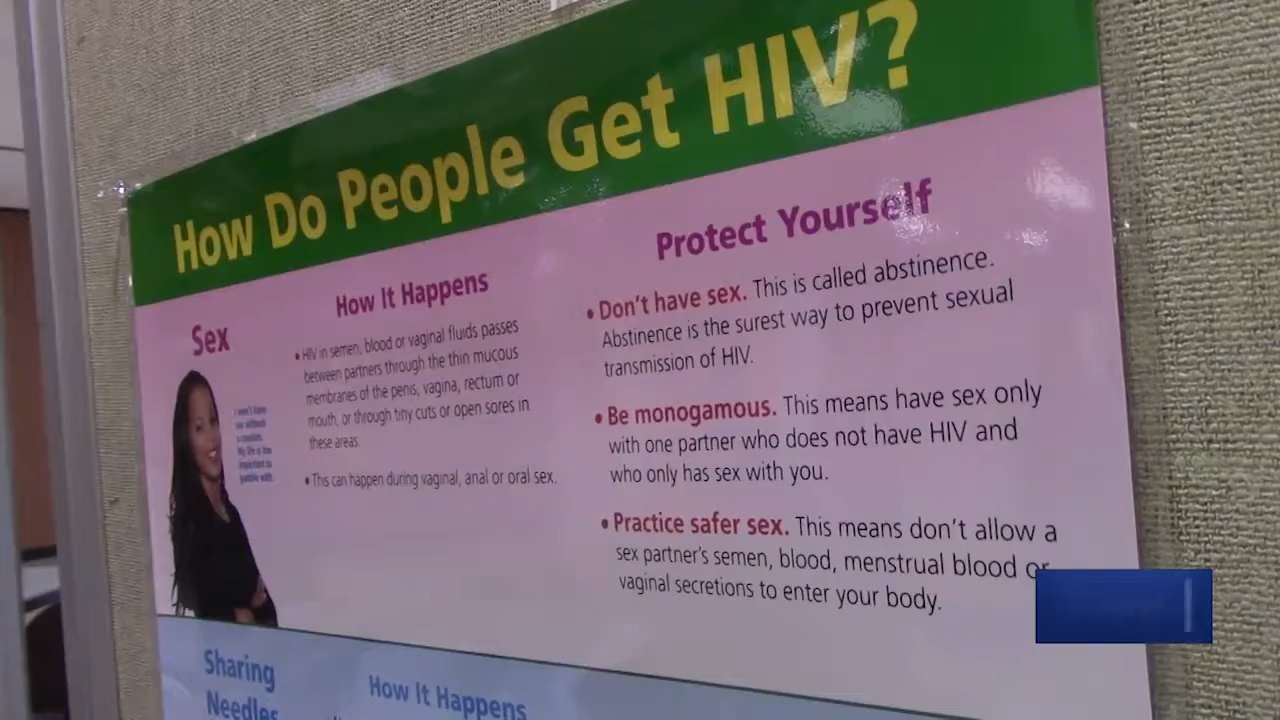 How Do People Get HIV?
Sex
How It Happens
• HIV in semen, blood or vaginal fluids passes
between partners through the thin mucous
membranes of the penis, vagina, rectum or
mouth, or through tiny cuts or open sores in
these areas.
• This can happen during vaginal, anal or oral sex.
Protect Yourself
• Don't have sex. This is called abstinence.
Abstinence is the surest way to prevent sexual
transmission of HIV.
• Be monogamous. This means have sex only
with one partner who does not have HIV and
who only has sex with you.
• Practice safer sex. This means don't allow a
sex partner's semen, blood, menstrual blood or
vaginal secretions to enter your body.
Sharing
Needles
How It Happens